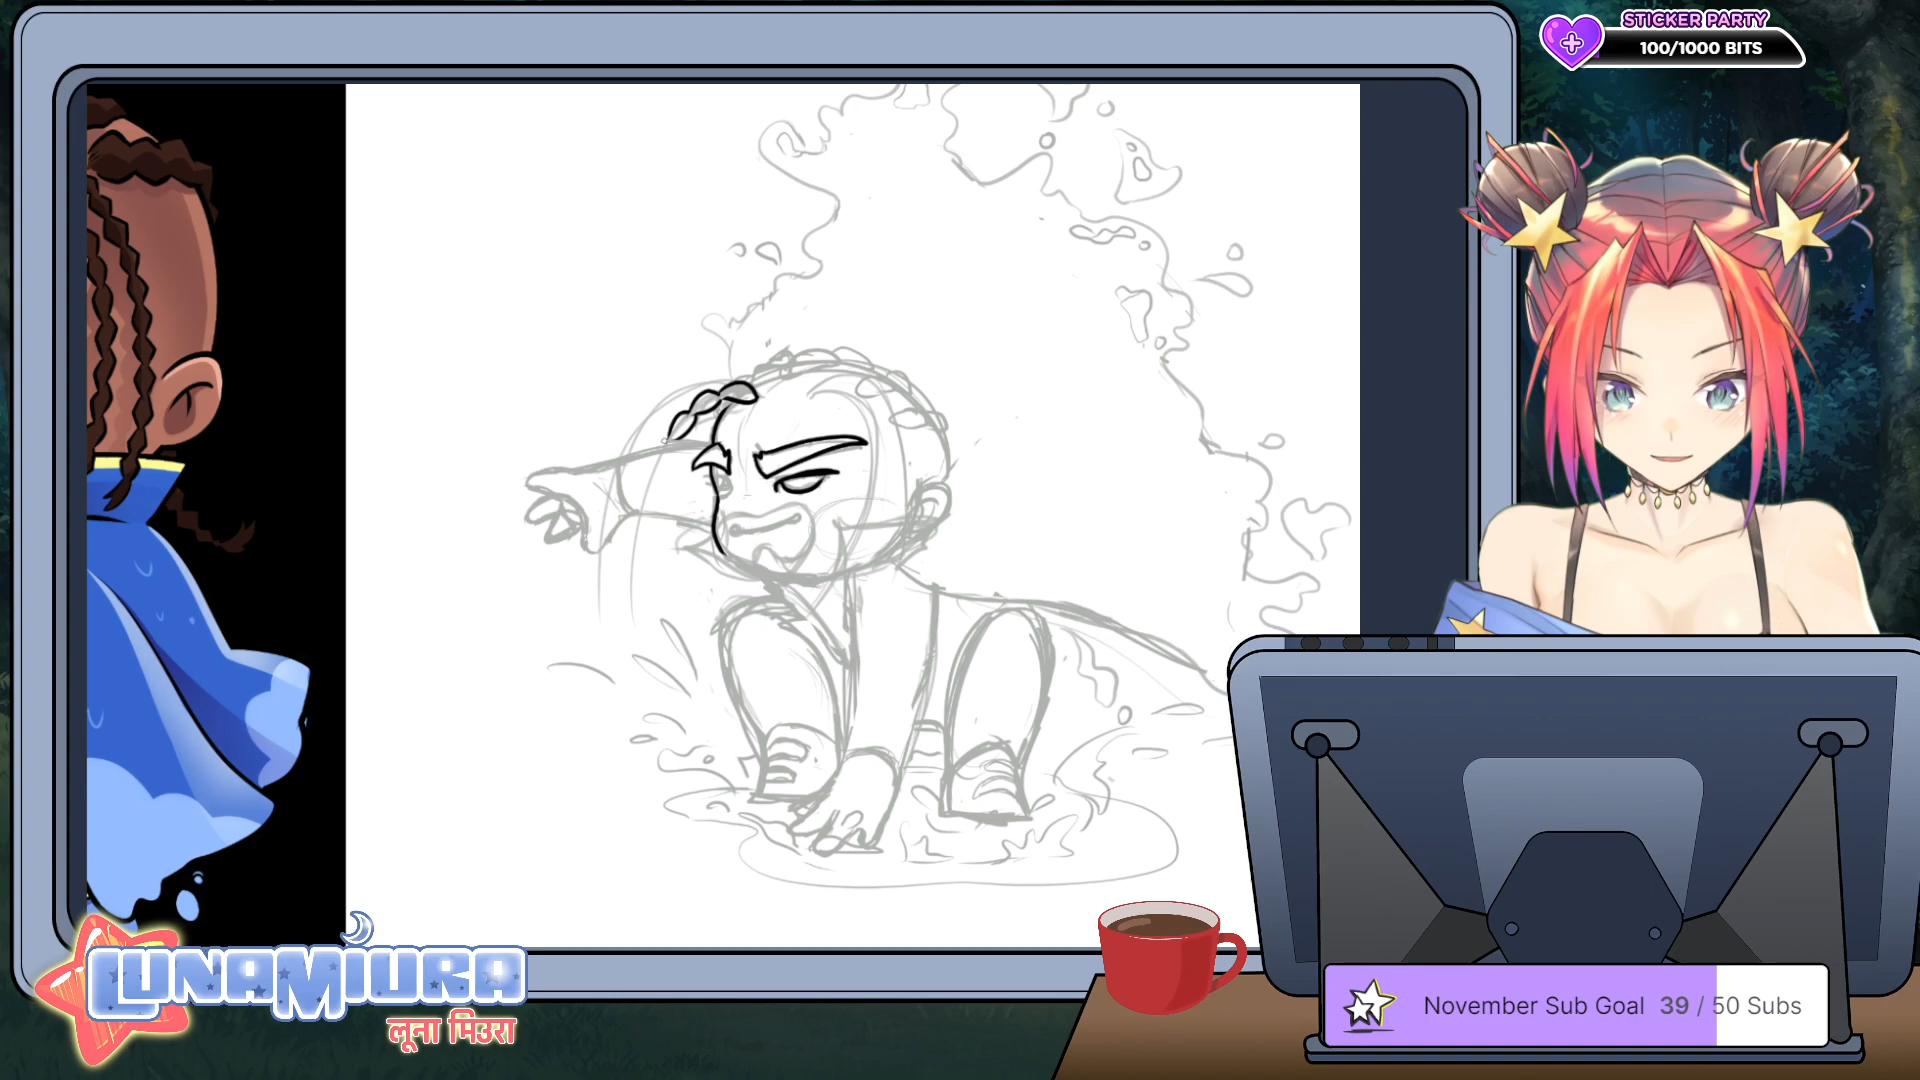 STICKER PARTY
100/1000 BITS
LUNAMIURA
लूना मिउरा
November Sub Goal 39 / 50 Subs